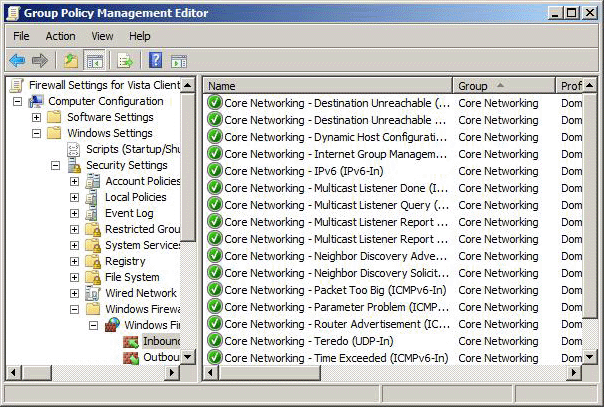 Group Policy Management Editor
File Action View Help
Firewall Settings for Vista Client
Computer Configuration
Software Settings
Windows Settings
Scripts (Startup/Shu
Security Settings
Account Policies
Local Policies
Event Log
Restricted Grou
System Services
Registry
File System
Wired Network
Windows Firewa
Windows Fi
Inbound
Outbou
Name Group Prof
Core Networking - Destination Unreachable (... Core Networking Dom
Core Networking - Destination Unreachable ... Core Networking Dom
Core Networking - Dynamic Host Configurati... Core Networking Dom
Core Networking - Internet Group Managem... Core Networking Dom
Core Networking - IPv6 (IPv6-In) Core Networking Dom
Core Networking - Multicast Listener Done (I... Core Networking Dom
Core Networking - Multicast Listener Query (... Core Networking Dom
Core Networking - Multicast Listener Report ... Core Networking Dom
Core Networking - Multicast Listener Report ... Core Networking Dom
Core Networking - Neighbor Discovery Adve... Core Networking Dom
Core Networking - Neighbor Discovery Solicit... Core Networking Dom
Core Networking - Packet Too Big (ICMPv6-In) Core Networking Dom
Core Networking - Parameter Problem (ICMP... Core Networking Dom
Core Networking - Router Advertisement (IC... Core Networking Dom
Core Networking - Teredo (UDP-In) Core Networking Dom
Core Networking - Time Exceeded (ICMPv6-In) Core Networking Dom